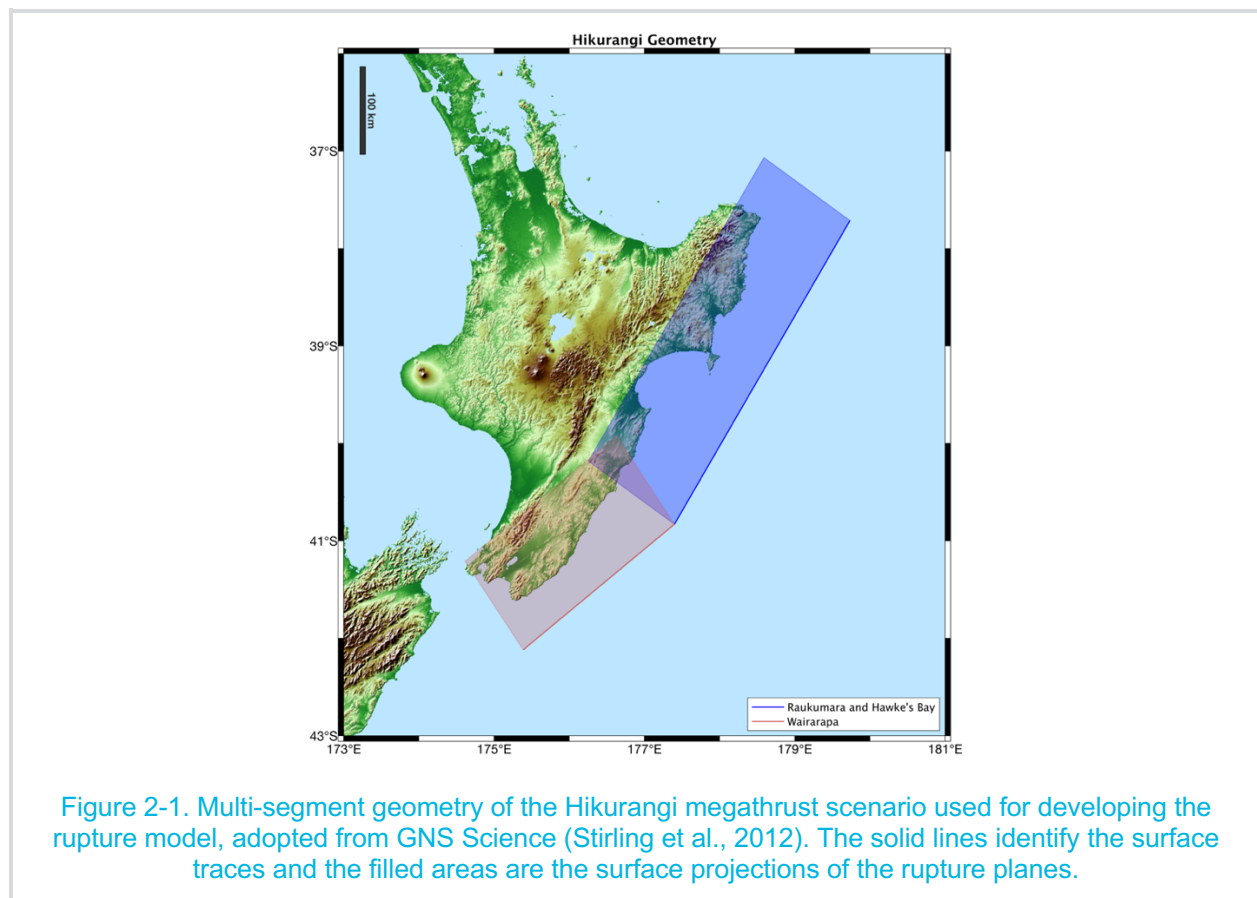 Hikurangi Geometry
100 km
37°S
39°S
41°S
43°S
173°E
175°E
177°E
179°E
181°E
Raukumara and Hawke's Bay
Wairarapa
Figure 2-1. Multi-segment geometry of the Hikurangi megathrust scenario used for developing the
rupture model, adopted from GNS Science (Stirling et al., 2012). The solid lines identify the surface
traces and the filled areas are the surface projections of the rupture planes.